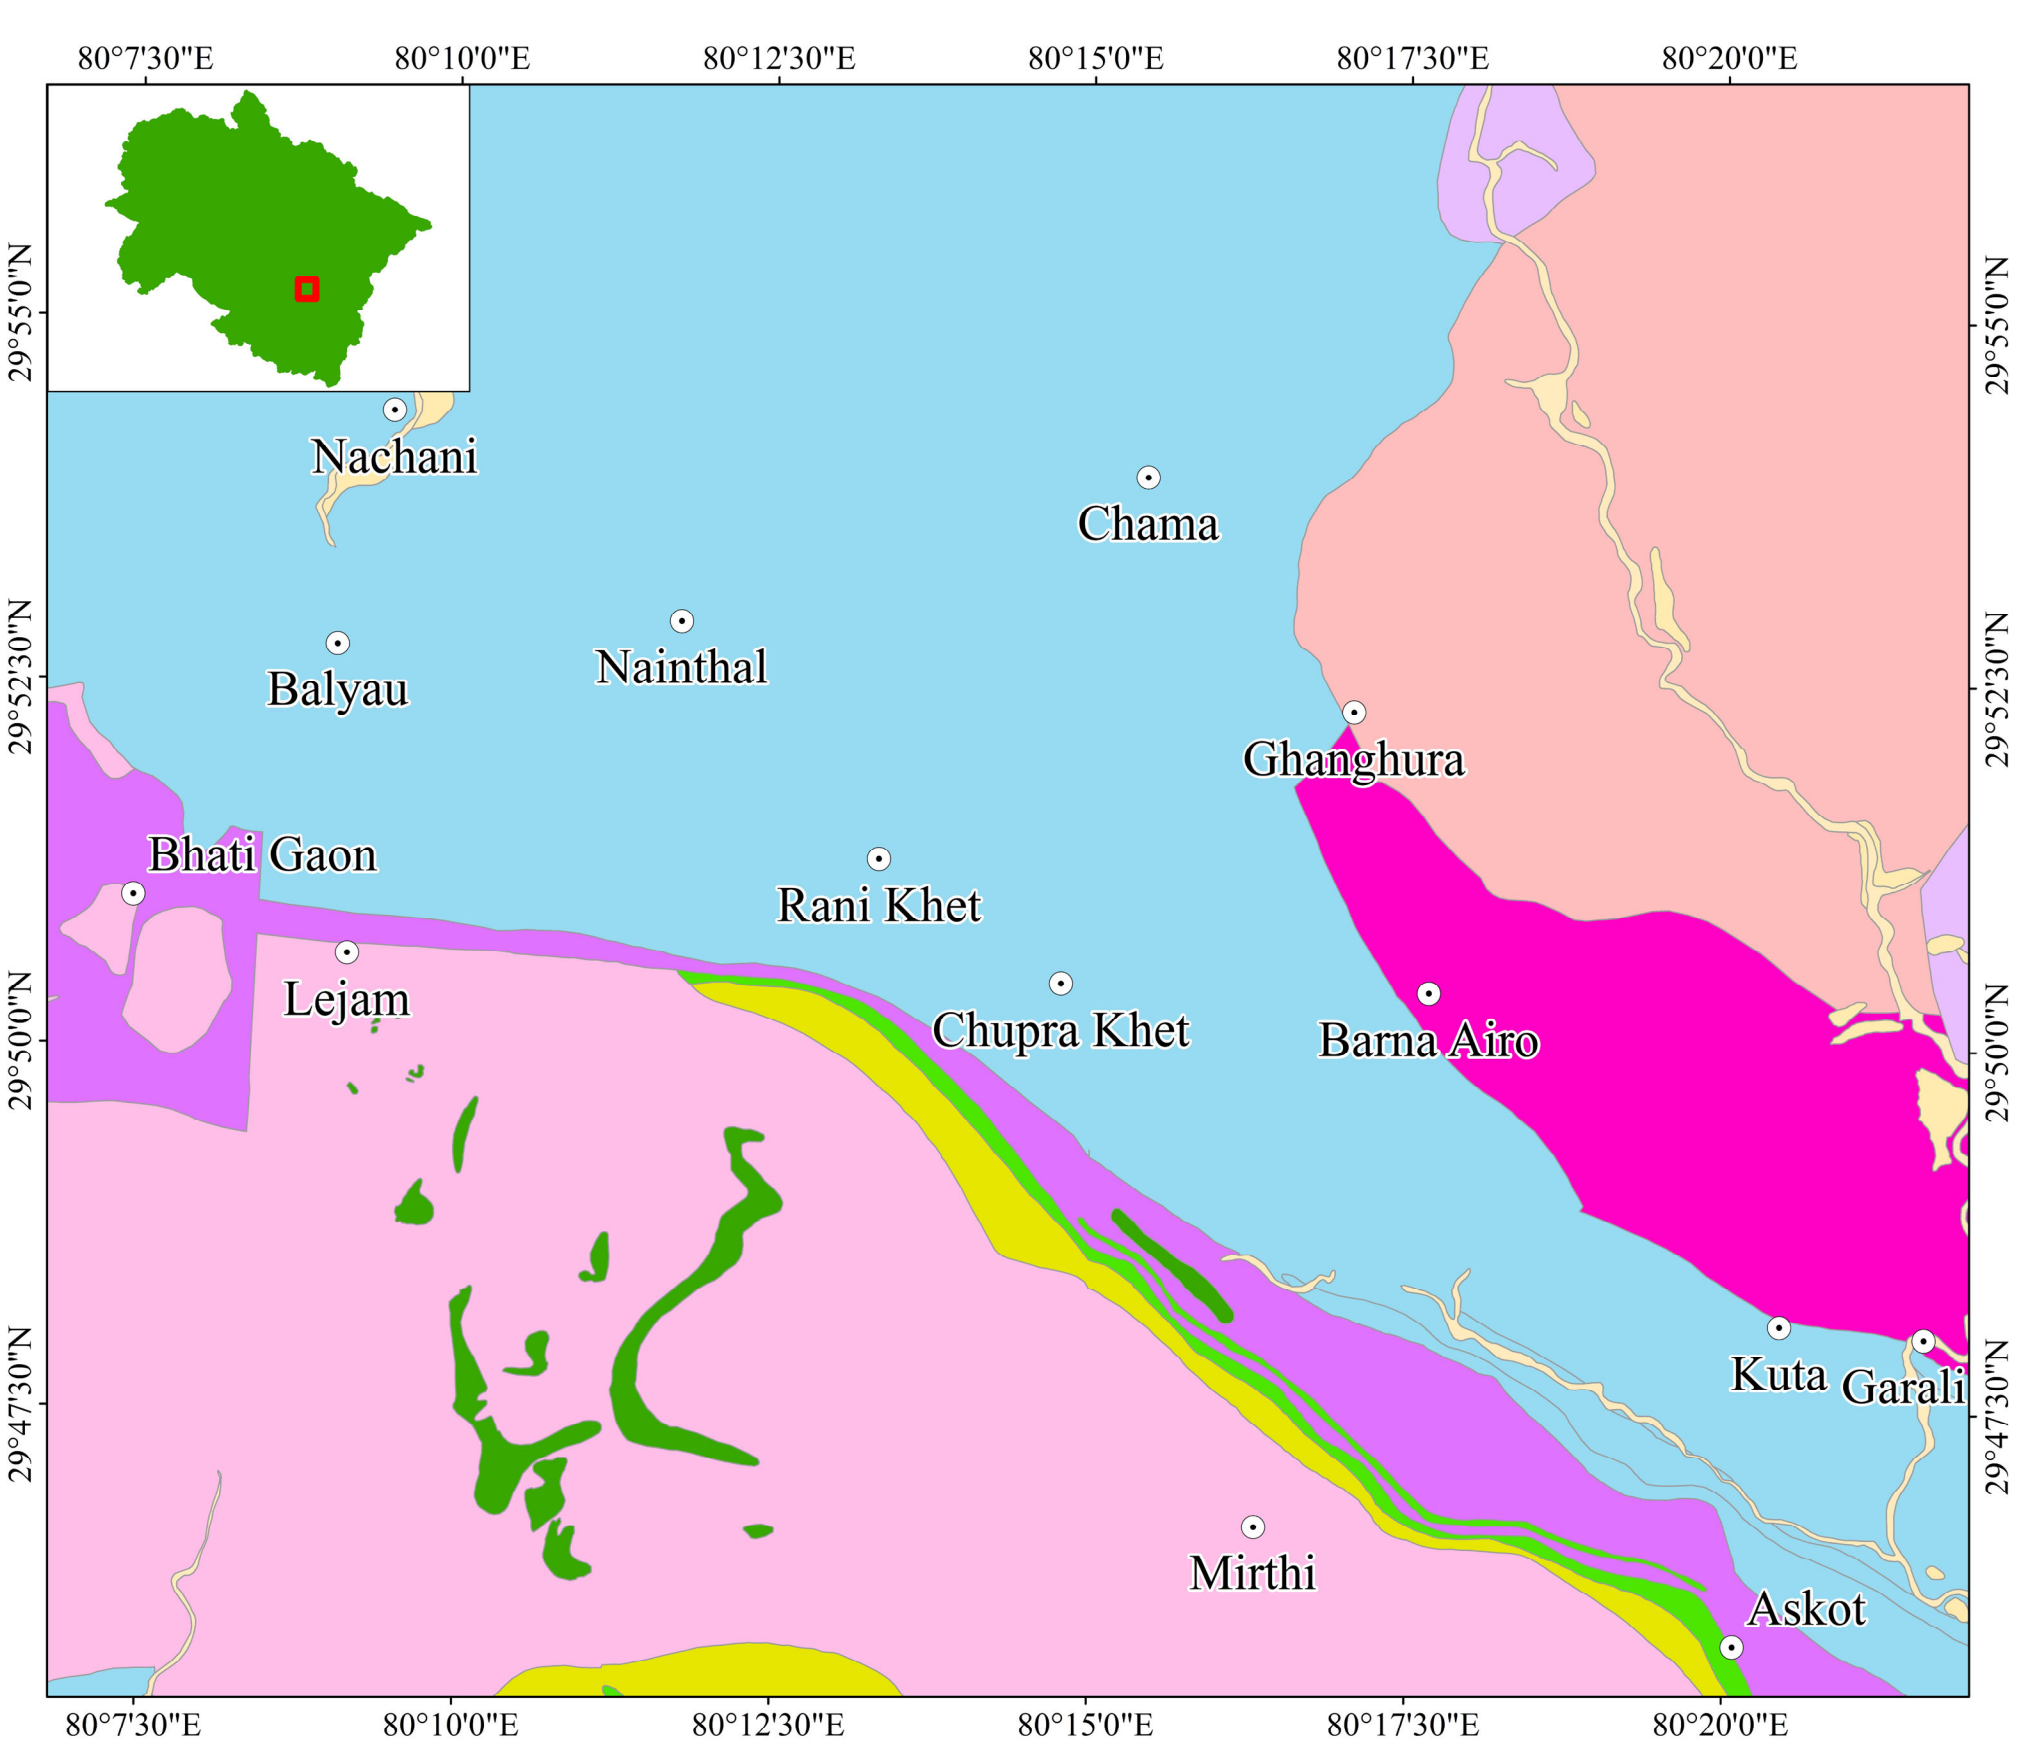 80°7'30"E
80°10'0"E
80°12'30"E
80°15'0"E
80°17'30"E
80°20'0"E
29°55'0"N
29°55'0"N
Nachani
Chama
29°52'30"N
29°52'30"N
Nainthal
Balyau
Ghanghura
Bhati Gaon
Rani Khet
Lejam
Chupra Khet
Barna Airo
29°50'0"N
29°50'0"N
Kuta
Garali
29°47'30"N
29°47'30"N
Mirthi
Askot
80°7'30"E
80°10'0"E
80°12'30"E
80°15'0"E
80°17'30"E
80°20'0"E